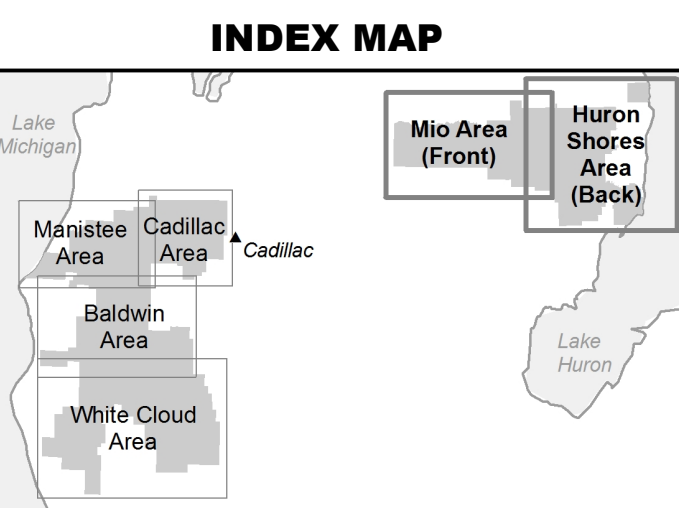 INDEX MAP
Lake
Michigan
Mio Area
(Front)
Huron
Shores
Area
(Back)
Manistee
Area
Cadillac
Area
Cadillac
Baldwin
Area
Lake
Huron
White Cloud
Area